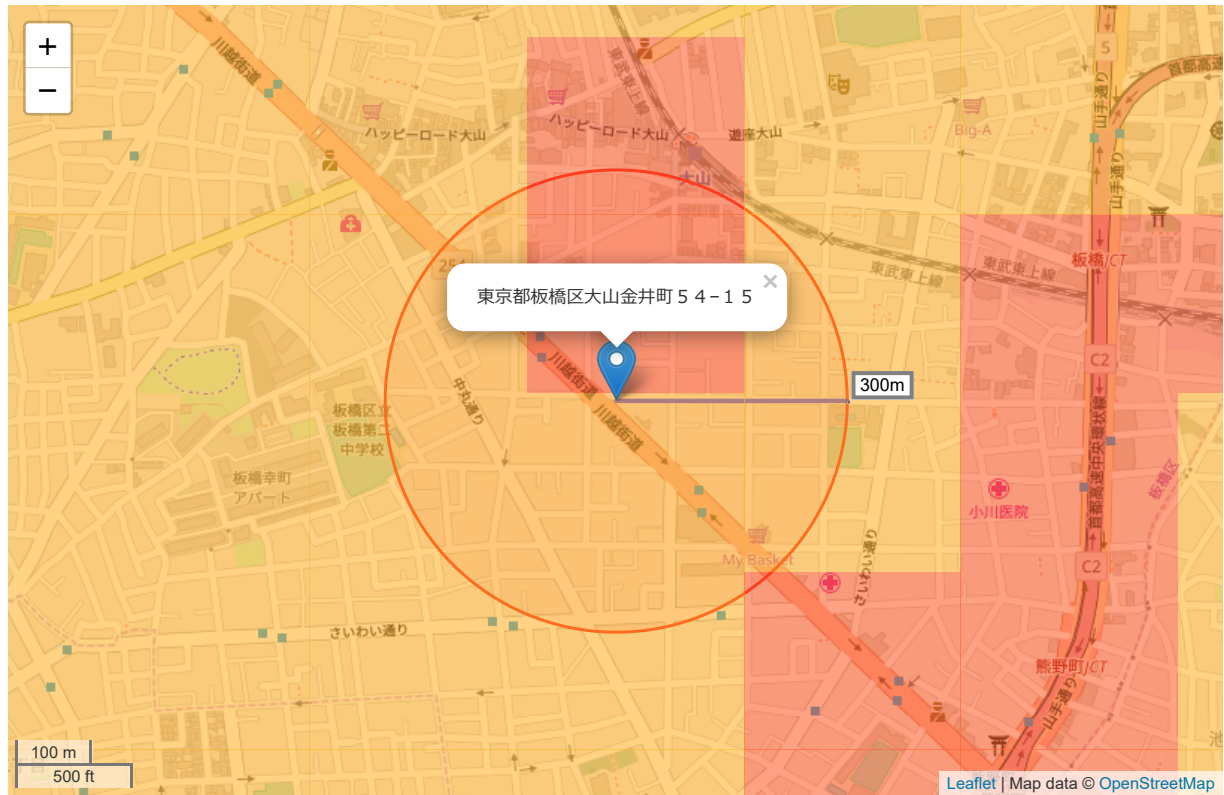 +
−
川越街道
東武東上線
5
山手通り
首都高速
ハッピーロード大山
ハッピーロード大山
遊座大山
Big-A
大山
山手通り
254
板橋JCT
東武東上線
東武東上線
東京都板橋区大山金井町５４−１５
×
川越街道
C2
300m
中丸通り
川越街道
板橋区立
板橋第二
中学校
首都高速中央環状線
板橋区
板橋幸町
アパート
小川医院
My Basket
さいわい通り
C2
さいわい通り
熊野町JCT
山手通り
池
100 m
500 ft
Leaflet | Map data © OpenStreetMap